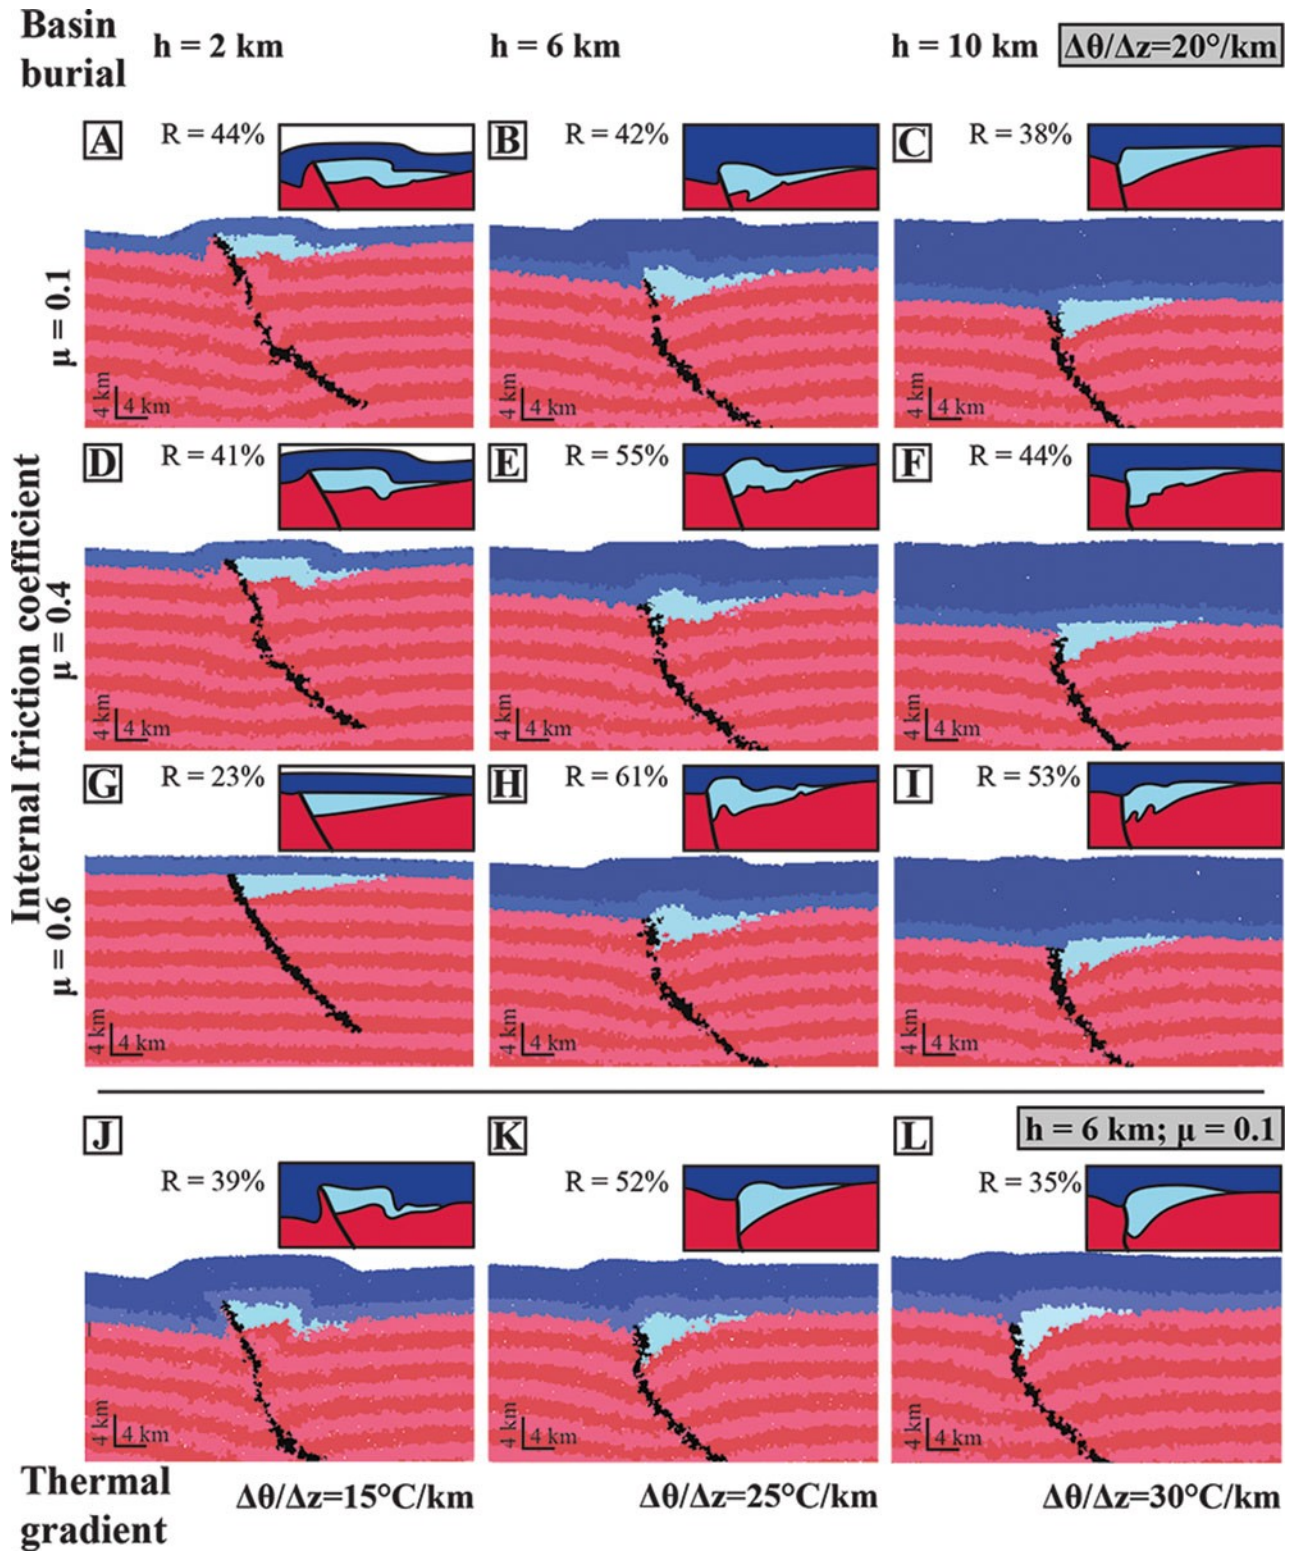 Basin
burial
h = 2 km
h = 6 km
h = 10 km
Δθ/Δz=20°/km
A
R = 44%
B
R = 42%
C
R = 38%
μ = 0.1
4 km
4 km
4 km
4 km
4 km
4 km
Internal friction coefficient
D
R = 41%
E
R = 55%
F
R = 44%
μ = 0.4
4 km
4 km
4 km
4 km
4 km
4 km
G
R = 23%
H
R = 61%
I
R = 53%
μ = 0.6
4 km
4 km
4 km
4 km
4 km
4 km
J
K
L
h = 6 km; μ = 0.1
R = 39%
R = 52%
R = 35%
4 km
4 km
4 km
4 km
4 km
4 km
Thermal
gradient
Δθ/Δz=15°C/km
Δθ/Δz=25°C/km
Δθ/Δz=30°C/km